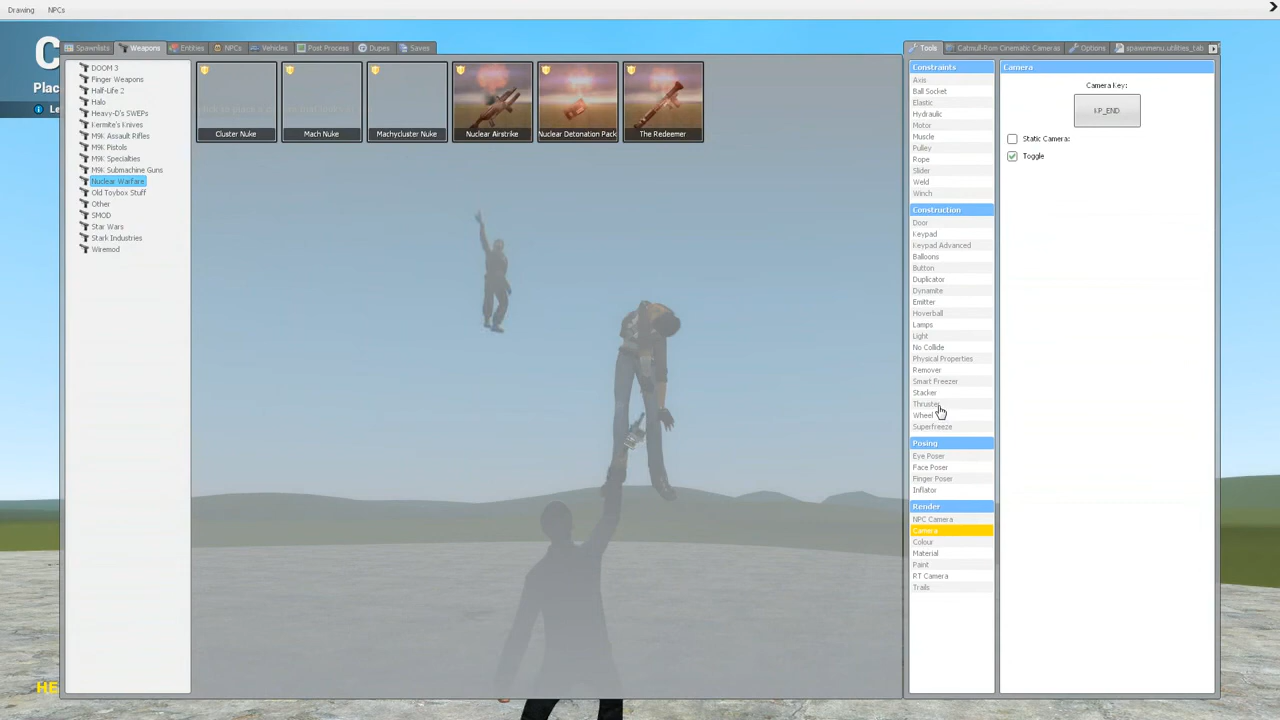 Drawing NPCs
C
Plac
Le
HE
Spawnlists Weapons Entities NPCs Vehicles Post Process Dupes Saves
DOOM 3
Finger Weapons
Half-Life 2
Halo
Heavy-D's SWEPs
Kermite's Knives
M9K Assault Rifles
M9K Pistols
M9K Specialties
M9K Submachine Guns
Nuclear Warfare
Old Toybox Stuff
Other
SMOD
Star Wars
Stark Industries
Wiremod
Cluster Nuke
Mach Nuke
Machycluster Nuke
Nuclear Airstrike
Nuclear Detonation Pack
The Redeemer
Tools Catmull-Rom Cinematic Cameras Options spawnmenu.utilities_tab
Constraints
Axis
Ball Socket
Elastic
Hydraulic
Motor
Muscle
Pulley
Rope
Slider
Weld
Winch
Construction
Door
Keypad
Keypad Advanced
Balloons
Button
Duplicator
Dynamite
Emitter
Hoverball
Lamps
Light
No Collide
Physical Properties
Remover
Smart Freezer
Stacker
Thruster
Wheel
Superfreeze
Posing
Eye Poser
Face Poser
Finger Poser
Inflator
Render
NPC Camera
Camera
Colour
Material
Paint
RT Camera
Trails
Camera
Camera Key:
KP_END
Static Camera:
Toggle